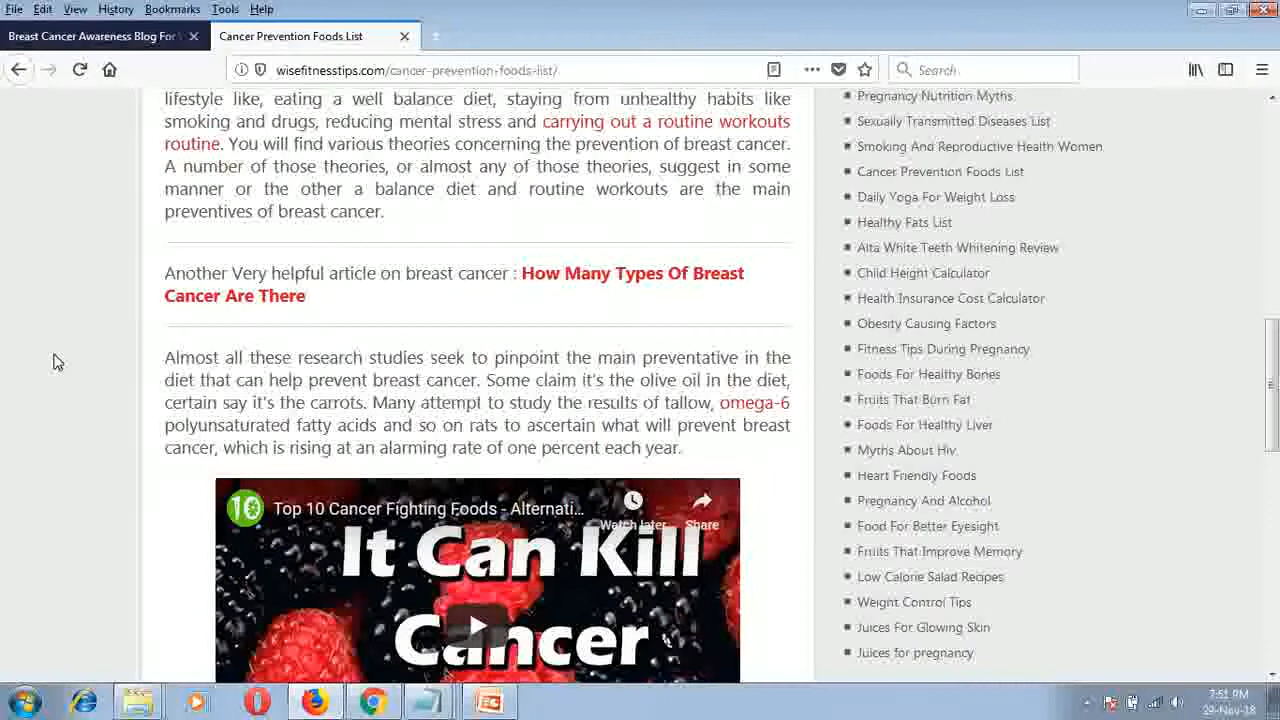 File Edit View History Bookmarks Tools Help
Breast Cancer Awareness Blog For
Cancer Prevention Foods List
wisefitnesstips.com/cancer-prevention-foods-list/
Search
lifestyle like, eating a well balance diet, staying from unhealthy habits like
smoking and drugs, reducing mental stress and carrying out a routine workouts
routine. You will find various theories concerning the prevention of breast cancer.
A number of those theories, or almost any of those theories, suggest in some
manner or the other a balance diet and routine workouts are the main
preventives of breast cancer.
Another Very helpful article on breast cancer : How Many Types Of Breast
Cancer Are There
Almost all these research studies seek to pinpoint the main preventative in the
diet that can help prevent breast cancer. Some claim it's the olive oil in the diet,
certain say it's the carrots. Many attempt to study the results of tallow, omega-6
polyunsaturated fatty acids and so on rats to ascertain what will prevent breast
cancer, which is rising at an alarming rate of one percent each year.
10
Top 10 Cancer Fighting Foods - Alternati...
Watch later
Share
It Can Kill
Cancer
Pregnancy Nutrition Myths
Sexually Transmitted Diseases List
Smoking And Reproductive Health Women
Cancer Prevention Foods List
Daily Yoga For Weight Loss
Healthy Fats List
Alta White Teeth Whitening Review
Child Height Calculator
Health Insurance Cost Calculator
Obesity Causing Factors
Fitness Tips During Pregnancy
Foods For Healthy Bones
Fruits That Burn Fat
Foods For Healthy Liver
Myths About Hiv
Heart Friendly Foods
Pregnancy And Alcohol
Food For Better Eyesight
Fruits That Improve Memory
Low Calorie Salad Recipes
Weight Control Tips
Juices For Glowing Skin
Juices for pregnancy
7:51 PM
29-Nov-18